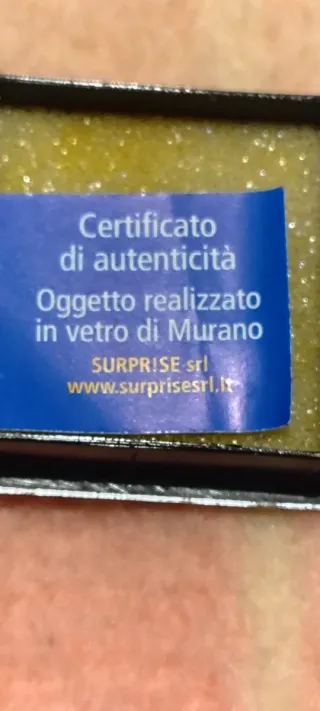 Certificato
di autenticità
Oggetto realizzato
in vetro di Murano
SURPRISE srl
www.surprisesrl.it